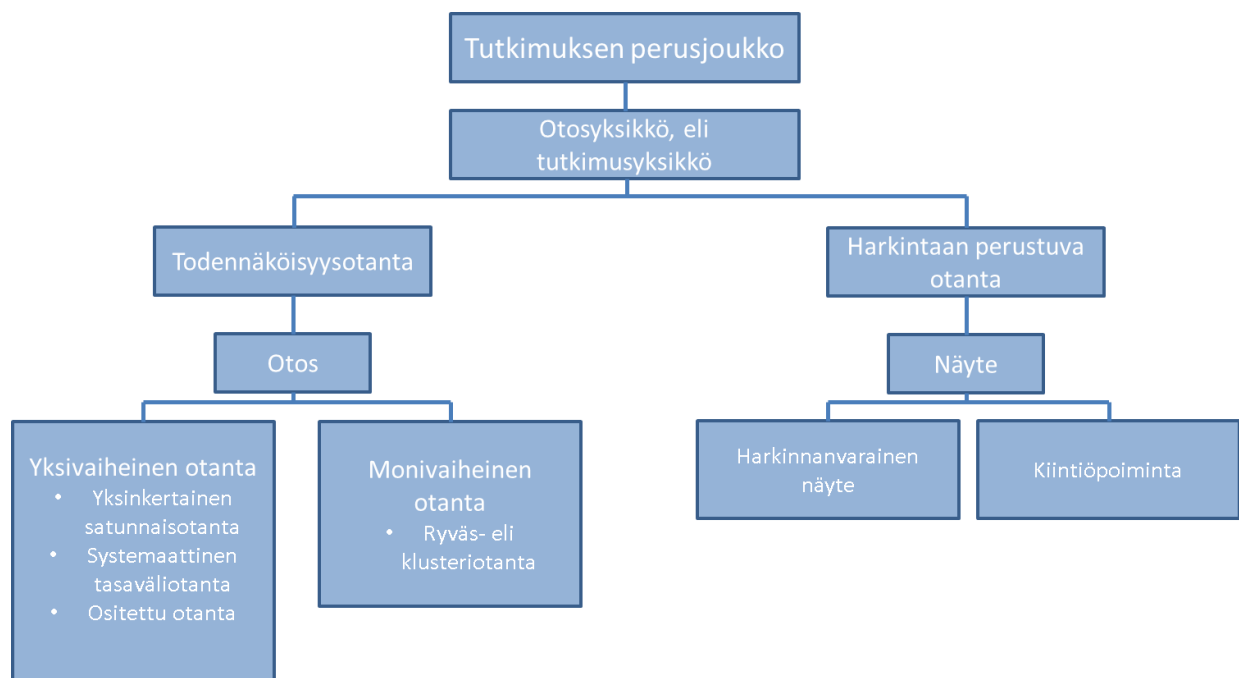 Tutkimuksen perusjoukko
Otosyksikkö, eli
tutkimusyksikkö
Todennäköisyysotanta
Harkintaan perustuva
otanta
Otos
Näyte
Yksivaiheinen otanta
• Yksinkertainen
satunnaisotanta
• Systemaattinen
tasaväliotanta
• Ositettu otanta
Monivaiheinen
otanta
• Ryväs- eli
klusteriotanta
Harkinnanvarainen
näyte
Kiintiöpoiminta